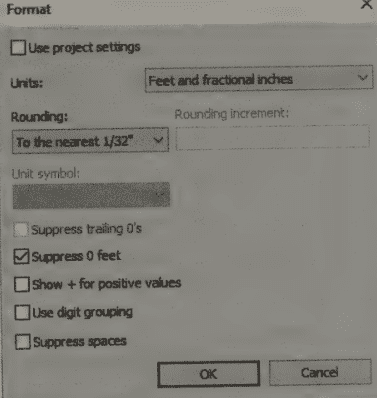 Format
Use project settings
Units: Feet and fractional inches
Rounding: Rounding increment:
To the nearest 1/32"
Unit symbol:
Suppress trailing 0's
Suppress 0 feet
Show + for positive values
Use digit grouping
Suppress spaces
OK Cancel